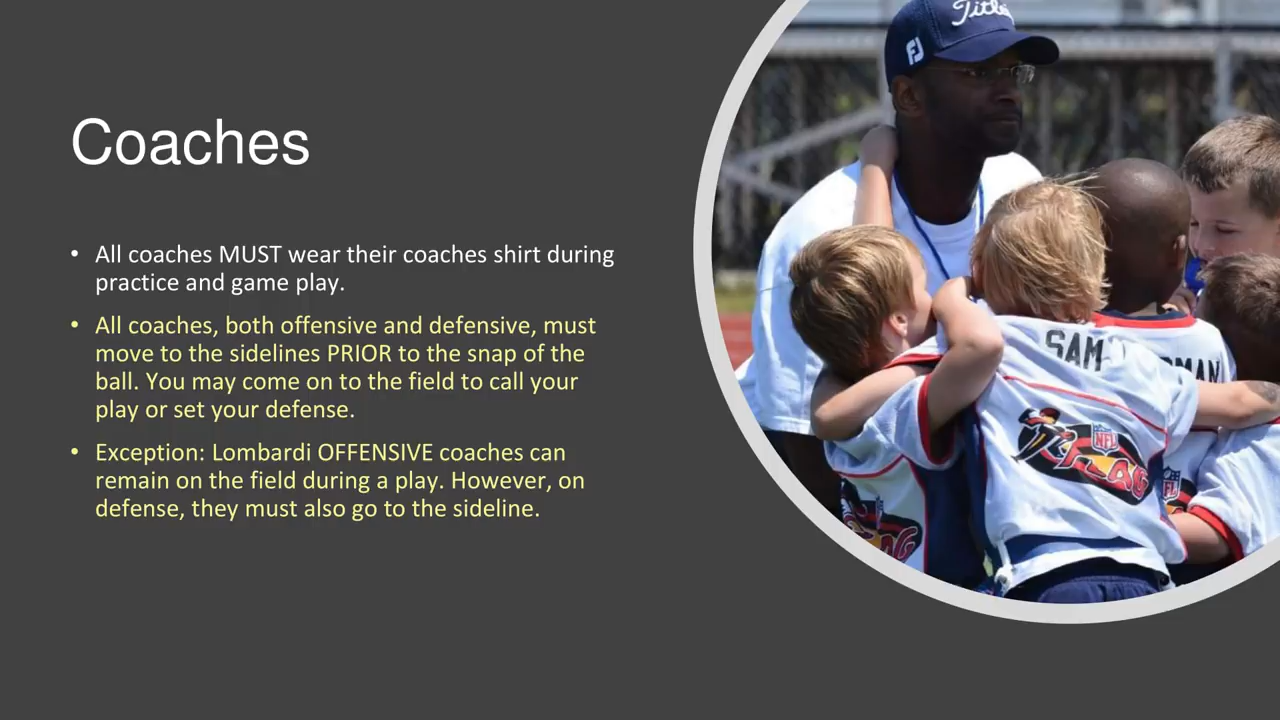 Titleist
FJ
Coaches
• All coaches MUST wear their coaches shirt during
practice and game play.
• All coaches, both offensive and defensive, must
move to the sidelines PRIOR to the snap of the
ball. You may come on to the field to call your
play or set your defense.
• Exception: Lombardi OFFENSIVE coaches can
remain on the field during a play. However, on
defense, they must also go to the sideline.
SAM
NFL
FLAG